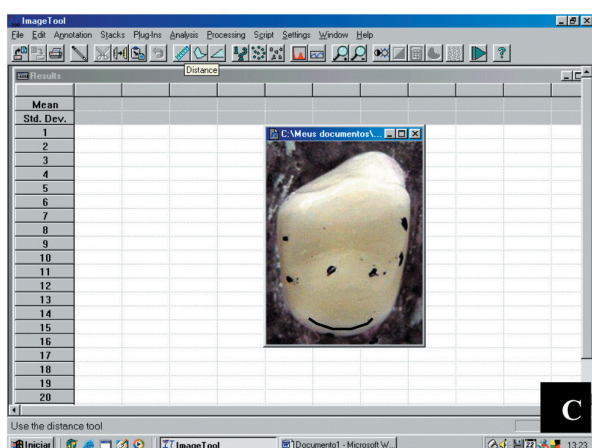 ImageTool
File Edit Annotation Stacks Plug-Ins Analysis Processing Script Settings Window Help
Distance
Results
Mean
Std. Dev.
1
2
3
4
5
6
7
8
9
10
11
12
13
14
15
16
17
18
19
20
C:\Meus documentos\...
C
Use the distance tool
Iniciar
ImageTool
Documento1 - Microsoft W...
22
13:23